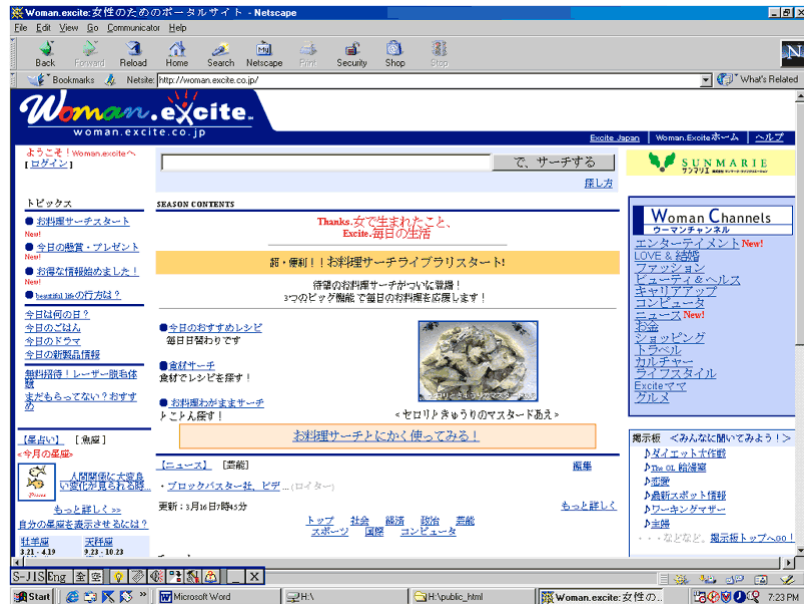 Woman.excite:女性のためのポータルサイト - Netscape
File Edit View Go Communicator Help
Back Forward Reload Home Search Netscape Print Security Shop Stop
Bookmarks Netsite: http://woman.excite.co.jp/ What's Related
Woman.excite.
woman.excite.co.jp
Excite Japan | Woman.Exciteホーム | ヘルプ
ようこそ！Woman.exciteへ
[ログイン]
で、サーチする
探し方
SUNMARIE
サンマリエ
トピックス
お料理サーチスタート
New!
今日の懸賞・プレゼント
New!
お得な情報始めました！
New!
beautiful lifeの行方は？
今日は何の日？
今日のごはん
今日のドラマ
今日の新製品情報
無料招待！レーザー脱毛体験
まだもらってない？おすすめ
【星占い】 [魚座]
<今月の星座>
Pisces
人間関係に大変良い変化が見られる時...
もっと詳しく >>
自分の星座を表示させるには？
牡羊座 天秤座
3.21 - 4.19 9.23 - 10.23
SEASON CONTENTS
Thanks.女で生まれたこと、
Excite.毎日の生活
超・便利！！お料理サーチライブラリスタート!
待望のお料理サーチがついに登場！
3つのビッグ機能で毎日のお料理を応援します！
今日のおすすめレシピ
毎日日替わりです
食材サーチ
食材でレシピを探す！
お料理わがままサーチ
とことん探す！
<セロリときゅうりのマスタードあえ>
お料理サーチとにかく使ってみる！
【ニュース】 [芸能] 編集
・ブロックバスター社、ビデ...(ロイター)
更新：3月16日7時45分 もっと詳しく
トップ 社会 経済 政治 芸能
スポーツ 国際 コンピュータ
Woman Channels
ウーマンチャンネル
エンターテイメント New!
LOVE & 結婚
ファッション
ビューティ＆ヘルス
キャリアアップ
コンピュータ
ニュース New!
お金
ショッピング
トラベル
カルチャー
ライフスタイル
Exciteママ
グルメ
掲示板 <みんなに聞いてみよう！>
♪ダイエット大作戦
♪The OL 給湯室
♪恋愛
♪最新スポット情報
♪ワーキングマザー
♪主婦
・・・などなど。掲示板トップへGO！
S-JIS Eng 全 空
Start Microsoft Word H:\ H:\public_html Woman.excite:女性の... 7:23 PM